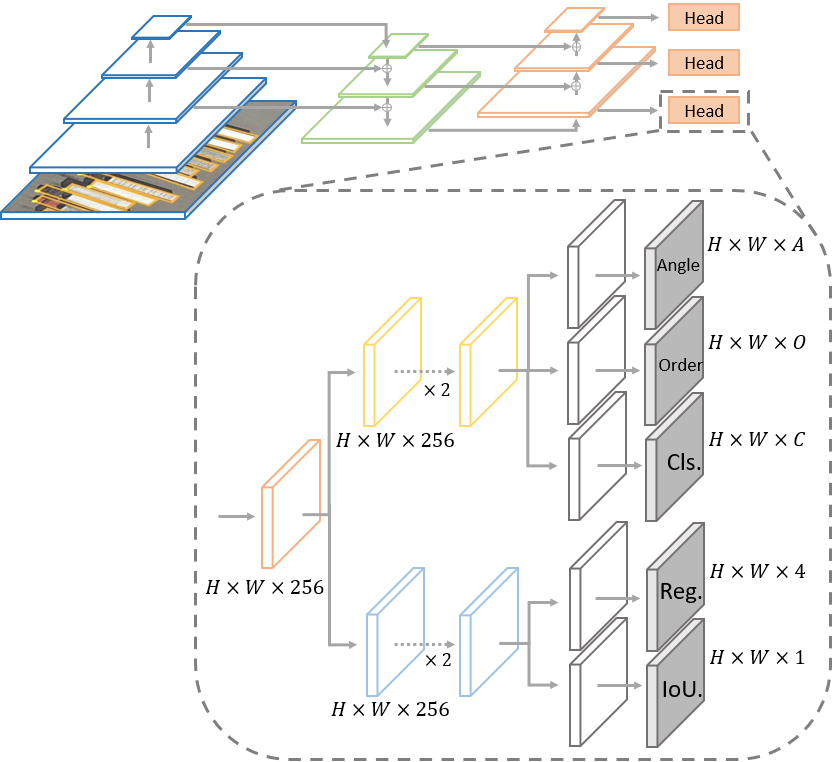 Head
Head
Head
Angle
H × W × A
Order
H × W × O
× 2
H × W × 256
Cls.
H × W × C
H × W × 256
Reg.
H × W × 4
× 2
H × W × 256
IoU.
H × W × 1